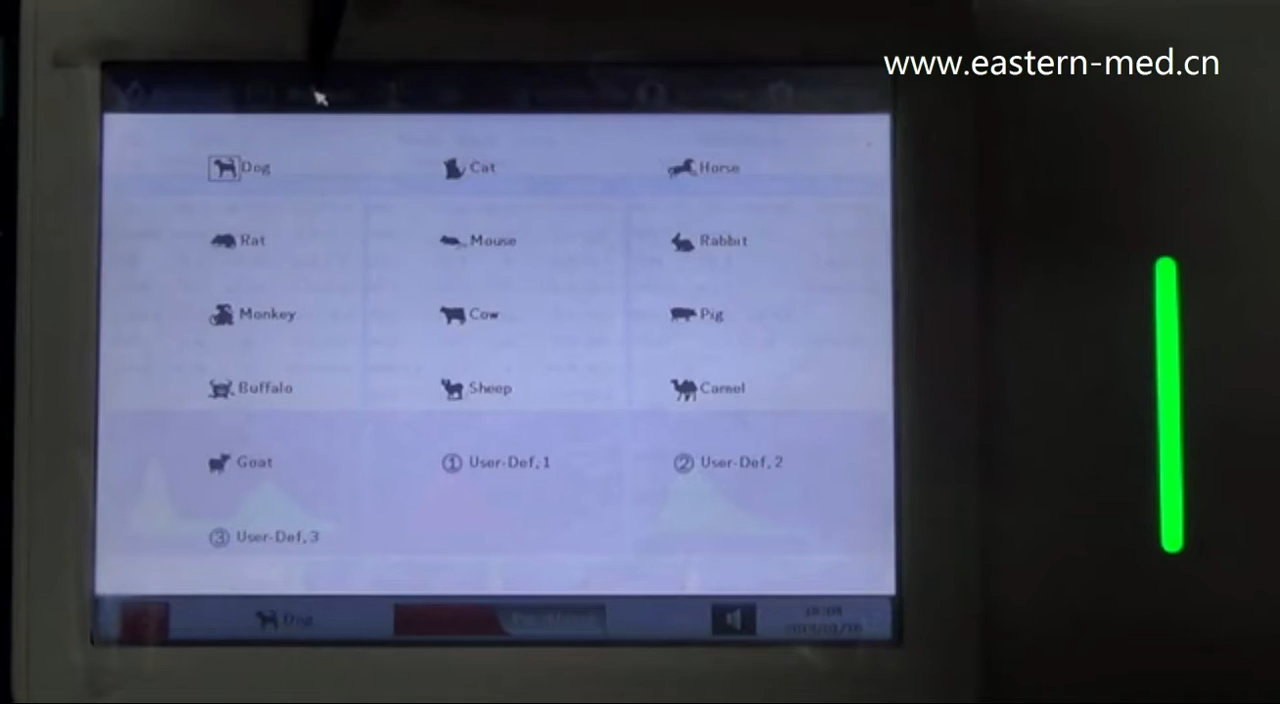 www.eastern-med.cn
Dog Cat Horse
Rat Mouse Rabbit
Monkey Cow Pig
Buffalo Sheep Camel
Goat ① User-Def. 1 ② User-Def. 2
③ User-Def. 3
Dog